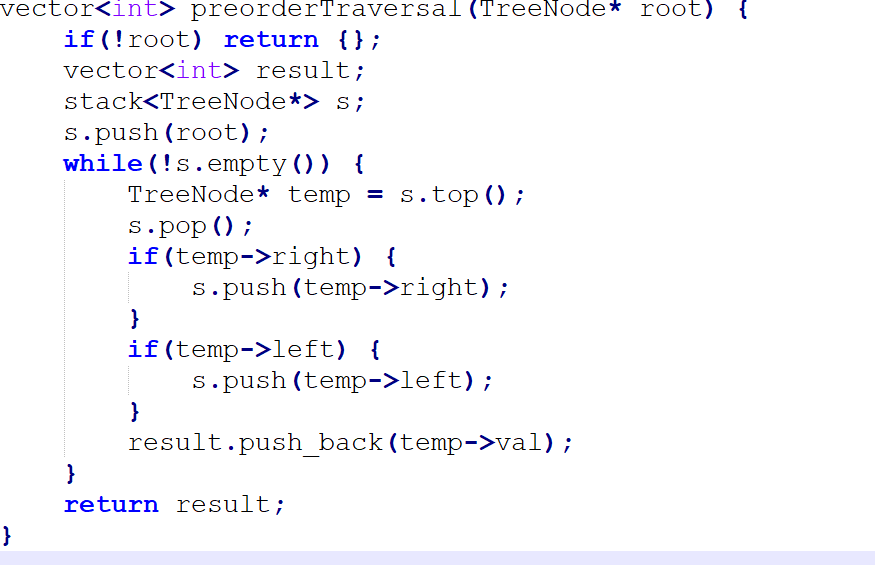 vector<int> preorderTraversal(TreeNode* root) {
    if(!root) return {};
    vector<int> result;
    stack<TreeNode*> s;
    s.push(root);
    while(!s.empty()) {
        TreeNode* temp = s.top();
        s.pop();
        if(temp->right) {
            s.push(temp->right);
        }
        if(temp->left) {
            s.push(temp->left);
        }
        result.push_back(temp->val);
    }
    return result;
}